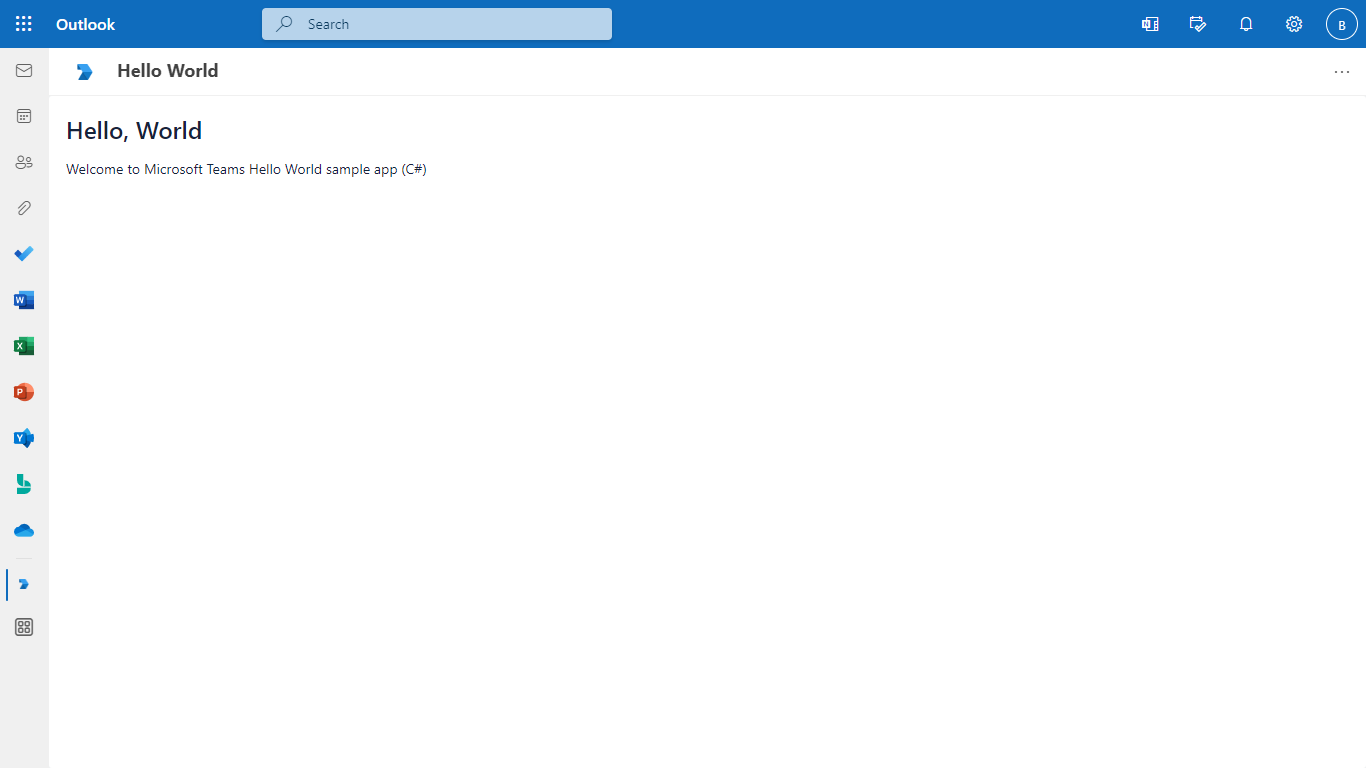 Outlook
Search
B
Hello World
Hello, World
Welcome to Microsoft Teams Hello World sample app (C#)